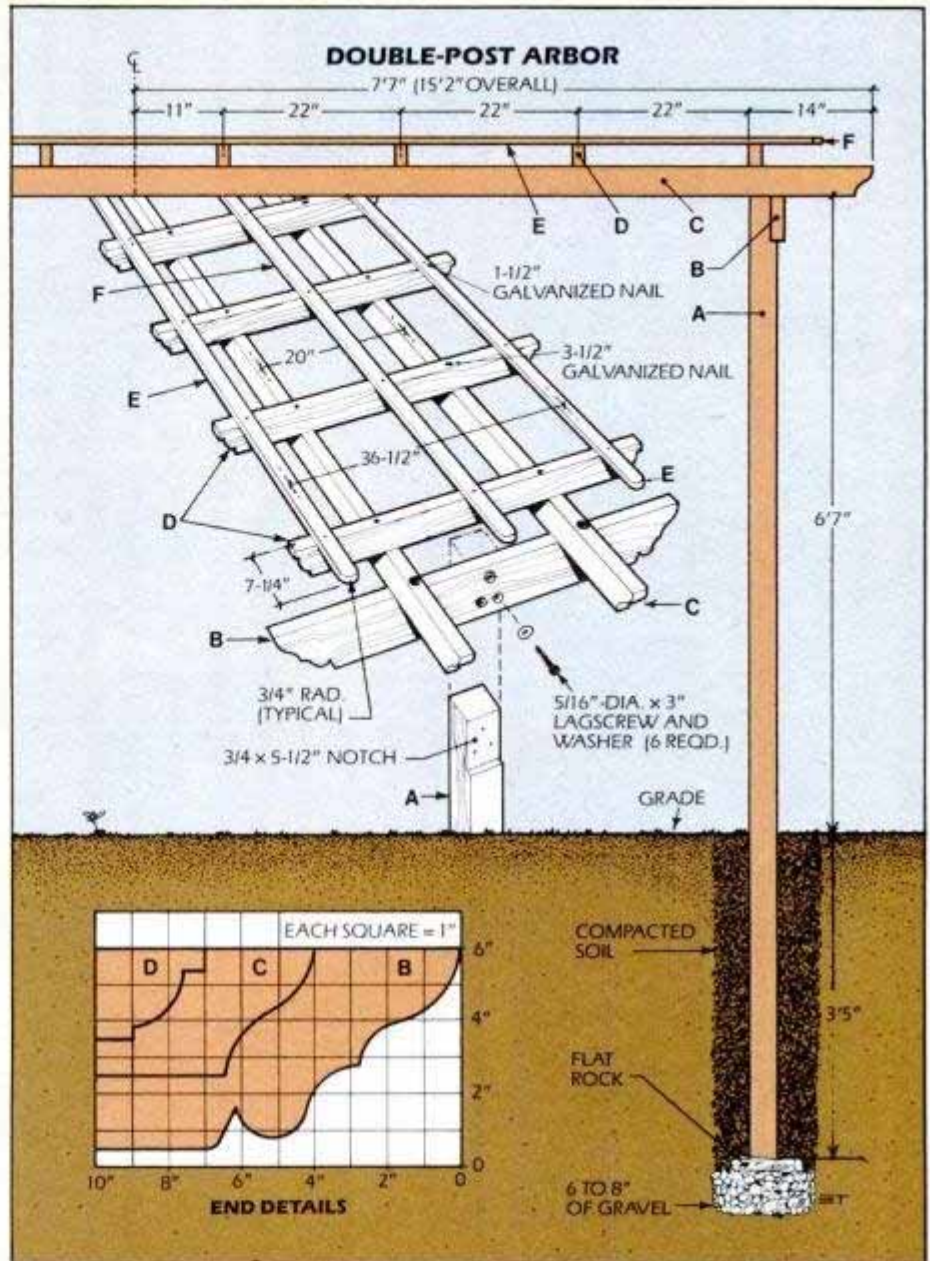 DOUBLE-POST ARBOR
℄
7'7" (15'2" OVERALL)
11" 22" 22" 22" 14"
F
E D C
B
A
F
1-1/2"
GALVANIZED NAIL
20"
3-1/2"
GALVANIZED NAIL
E
36-1/2"
E
D
6'7"
7-1/4"
C
B
3/4" RAD.
(TYPICAL)
5/16"-DIA. x 3"
LAGSCREW AND
WASHER (6 REQD.)
3/4 x 5-1/2" NOTCH
A
GRADE
EACH SQUARE = 1"
D C B
6"
4"
2"
0
10" 8" 6" 4" 2" 0
END DETAILS
COMPACTED
SOIL
3'5"
FLAT
ROCK
6 TO 8"
OF GRAVEL